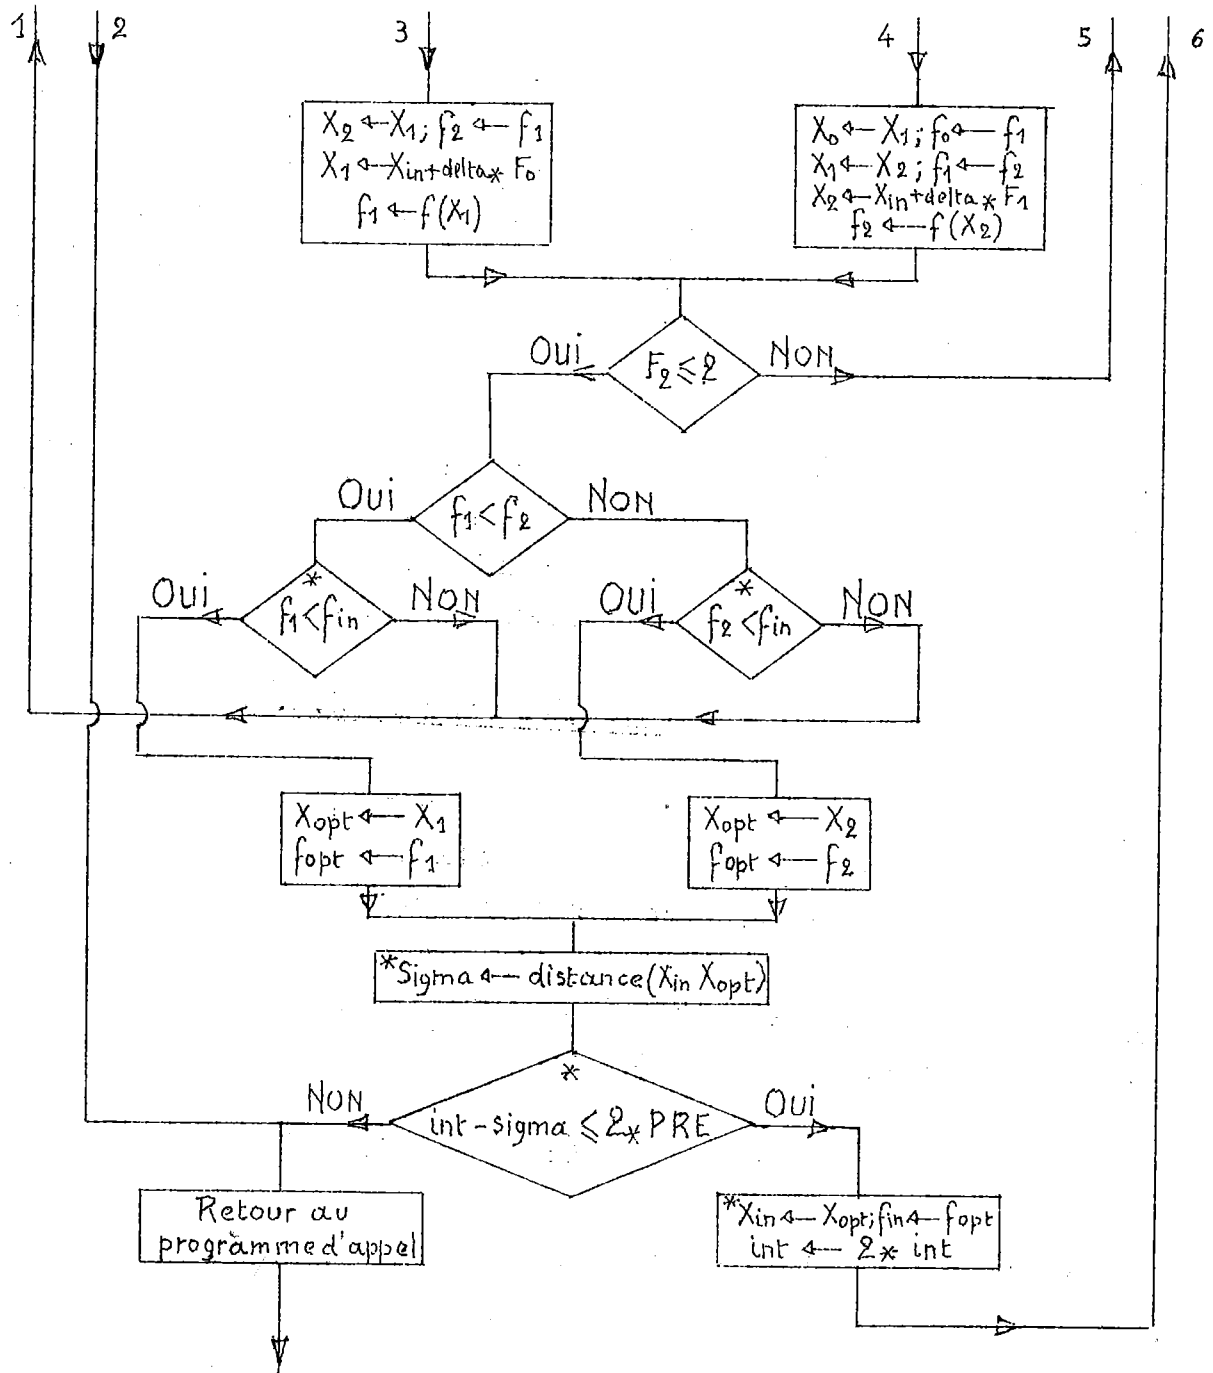 1 2 3 4 5 6
X2 ← X1; f2 ← f1
X1 ← Xin+delta* F0
f1 ← f(X1)
X0 ← X1; f0 ← f1
X1 ← X2; f1 ← f2
X2 ← Xin+delta* F1
f2 ← f(X2)
OUI F2 ≤ 2 NON
OUI f1 < f2 NON
OUI * f1 < fin NON
OUI * f2 < fin NON
Xopt ← X1
fopt ← f1
Xopt ← X2
fopt ← f2
*Sigma ← distance(Xin Xopt)
*
NON int-sigma ≤ 2* PRE OUI
Retour au
programme d'appel
*Xin ← Xopt; fin ← fopt
int ← 2* int